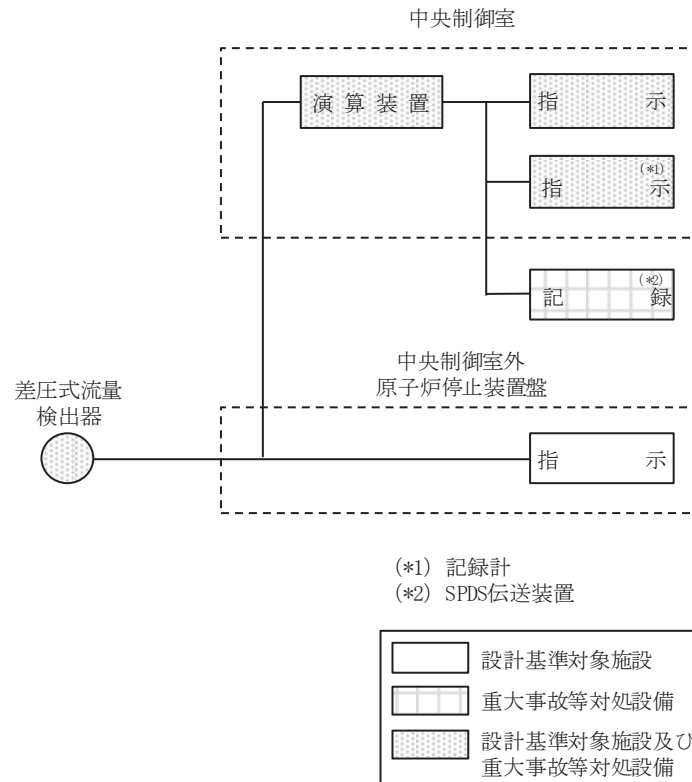 中央制御室
演算装置
指示
指示(*1)
記録(*2)
中央制御室外
原子炉停止装置盤
差圧式流量
検出器
指示
(*1) 記録計
(*2) SPDS伝送装置
設計基準対象施設
重大事故等対処設備
設計基準対象施設及び
重大事故等対処設備